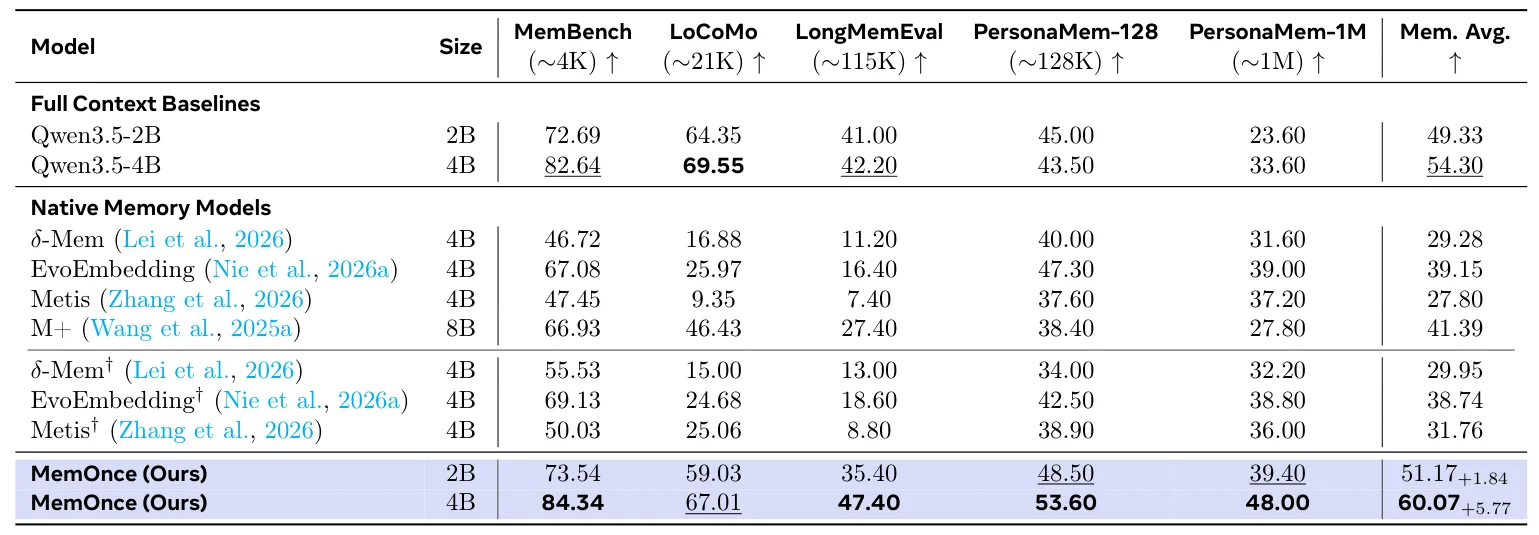 Model Size MemBench LoCoMo LongMemEval PersonaMem-128 PersonaMem-1M Mem. Avg.
(∼4K) ↑ (∼21K) ↑ (∼115K) ↑ (∼128K) ↑ (∼1M) ↑ ↑
Full Context Baselines
Qwen3.5-2B 2B 72.69 64.35 41.00 45.00 23.60 49.33
Qwen3.5-4B 4B 82.64 69.55 42.20 43.50 33.60 54.30
Native Memory Models
δ-Mem (Lei et al., 2026) 4B 46.72 16.88 11.20 40.00 31.60 29.28
EvoEmbedding (Nie et al., 2026a) 4B 67.08 25.97 16.40 47.30 39.00 39.15
Metis (Zhang et al., 2026) 4B 47.45 9.35 7.40 37.60 37.20 27.80
M+ (Wang et al., 2025a) 8B 66.93 46.43 27.40 38.40 27.80 41.39
δ-Mem† (Lei et al., 2026) 4B 55.53 15.00 13.00 34.00 32.20 29.95
EvoEmbedding† (Nie et al., 2026a) 4B 69.13 24.68 18.60 42.50 38.80 38.74
Metis† (Zhang et al., 2026) 4B 50.03 25.06 8.80 38.90 36.00 31.76
MemOnce (Ours) 2B 73.54 59.03 35.40 48.50 39.40 51.17+1.84
MemOnce (Ours) 4B 84.34 67.01 47.40 53.60 48.00 60.07+5.77